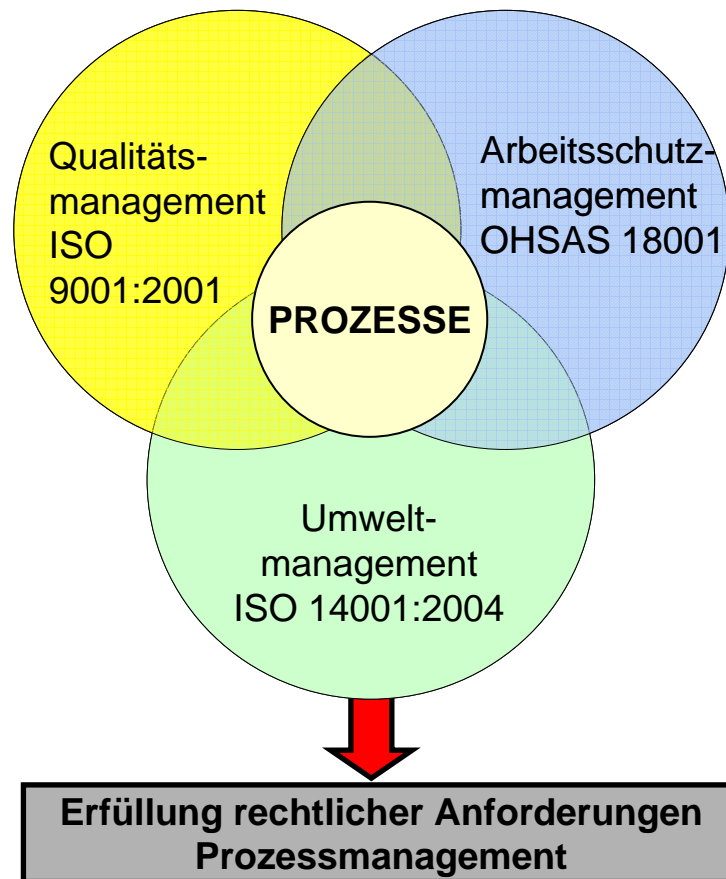 Qualitäts-
management
ISO
9001:2001
Arbeitsschutz-
management
OHSAS 18001
PROZESSE
Umwelt-
management
ISO 14001:2004
Erfüllung rechtlicher Anforderungen
Prozessmanagement